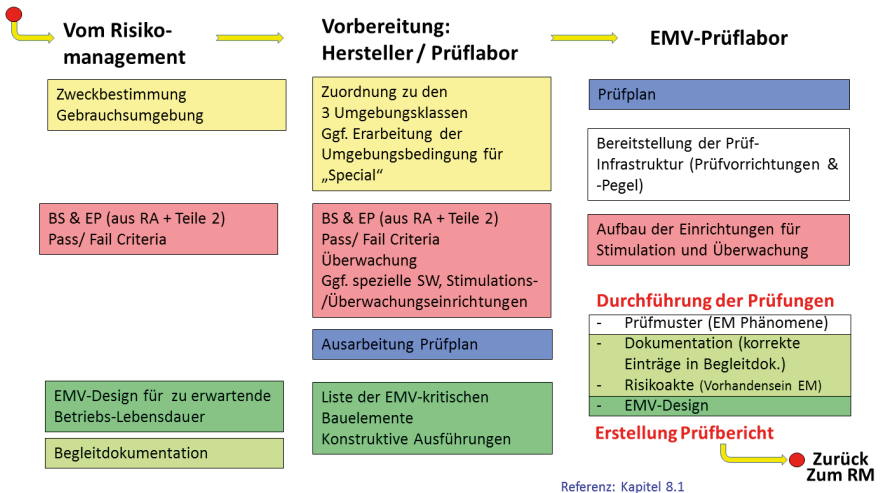 Vom Risiko-
management
Zweckbestimmung
Gebrauchsumgebung
BS & EP (aus RA + Teile 2)
Pass/ Fail Criteria
EMV-Design für zu erwartende
Betriebs-Lebensdauer
Begleitdokumentation
Vorbereitung:
Hersteller / Prüflabor
Zuordnung zu den
3 Umgebungsklassen
Ggf. Erarbeitung der
Umgebungsbedingung für
„Special“
BS & EP (aus RA + Teile 2)
Pass/ Fail Criteria
Überwachung
Ggf. spezielle SW, Stimulations-
/Überwachungseinrichtungen
Ausarbeitung Prüfplan
Liste der EMV-kritischen
Bauelemente
Konstruktive Ausführungen
EMV-Prüflabor
Prüfplan
Bereitstellung der Prüf-
Infrastruktur (Prüfvorrichtungen &
-Pegel)
Aufbau der Einrichtungen für
Stimulation und Überwachung
Durchführung der Prüfungen
- Prüfmuster (EM Phänomene)
- Dokumentation (korrekte
Einträge in Begleitdok.)
- Risikoakte (Vorhandensein EM)
- EMV-Design
Erstellung Prüfbericht
Zurück
Zum RM
Referenz: Kapitel 8.1